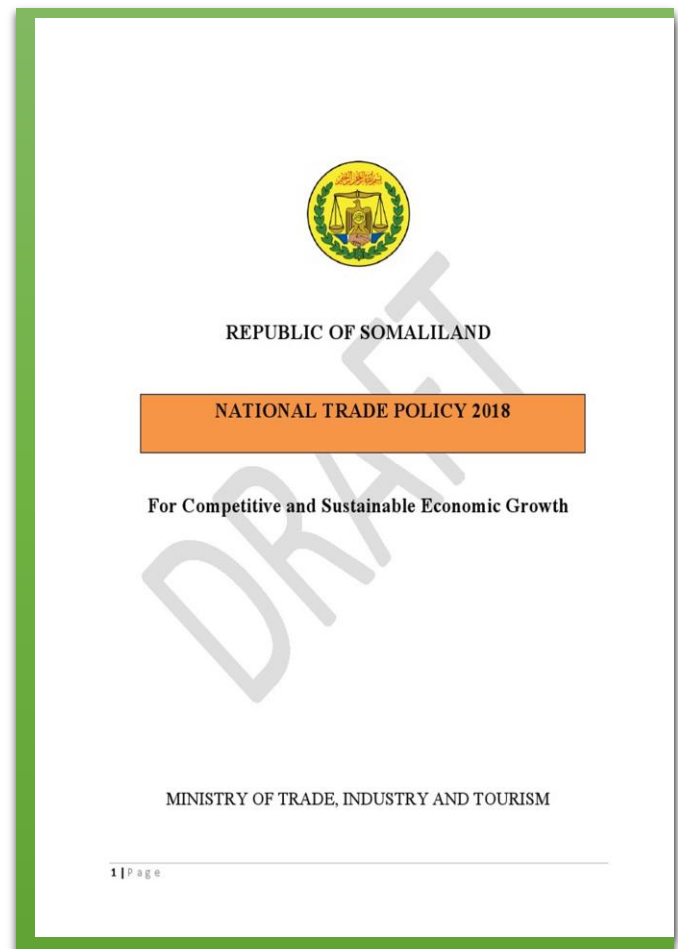 REPUBLIC OF SOMALILAND
NATIONAL TRADE POLICY 2018
For Competitive and Sustainable Economic Growth
DRAFT
MINISTRY OF TRADE, INDUSTRY AND TOURISM
1 | Page